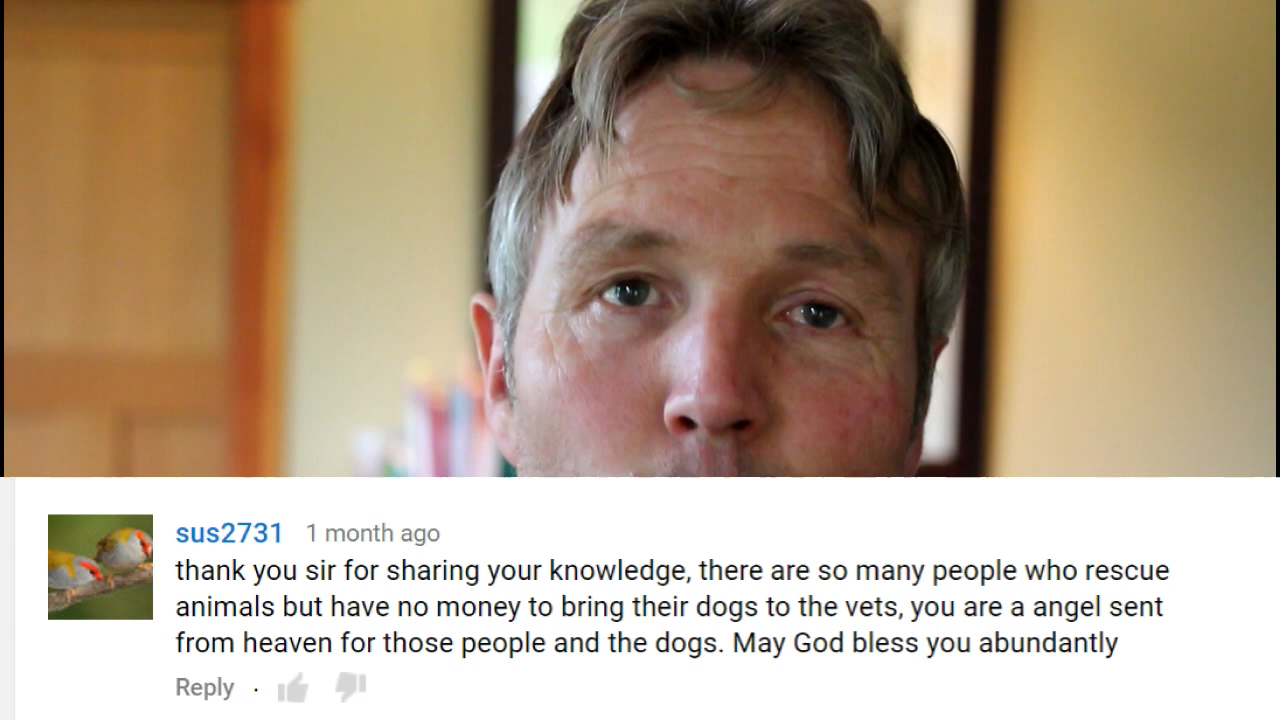 sus2731 1 month ago
thank you sir for sharing your knowledge, there are so many people who rescue
animals but have no money to bring their dogs to the vets, you are a angel sent
from heaven for those people and the dogs. May God bless you abundantly
Reply ·